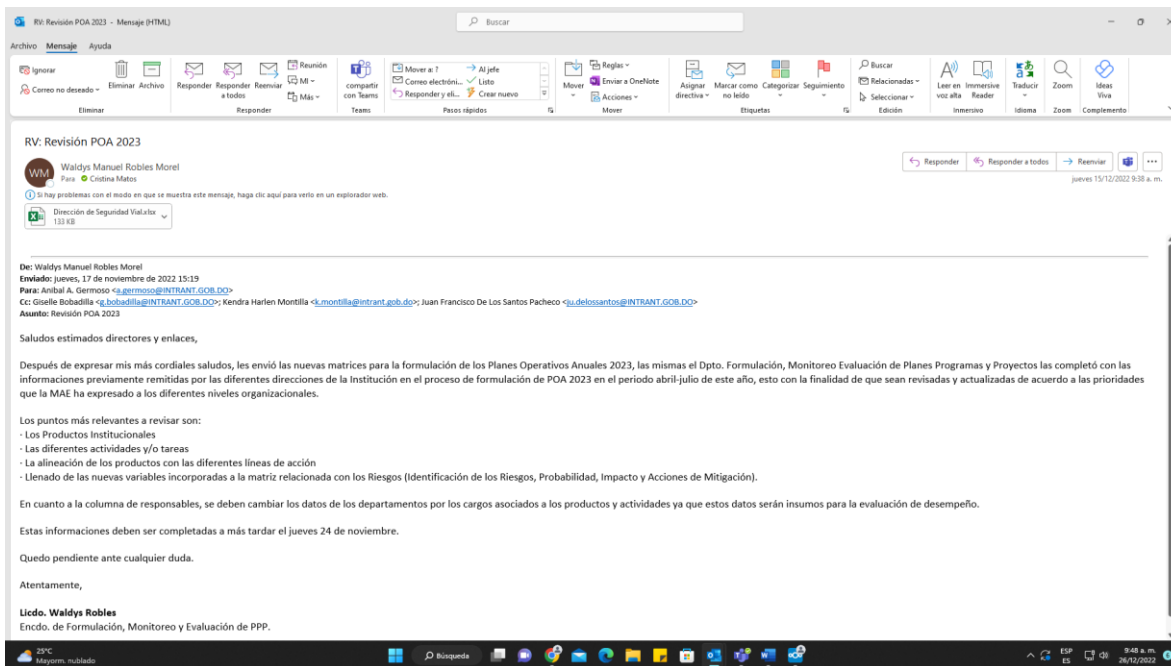 RV: Revisión POA 2023 - Mensaje (HTML)
Buscar
Archivo Mensaje Ayuda
Ignorar
Correo no deseado
Eliminar Archivo
Responder Responder a todos Reenviar
Reunión
MI
Más
compartir con Teams
Mover a: ? Al jefe
Correo electróni... Listo
Responder y eli... Crear nuevo
Mover
Reglas
Enviar a OneNote
Acciones
Asignar directiva
Marcar como no leído
Categorizar Seguimiento
Buscar
Relacionadas
Seleccionar
Leer en voz alta
Immersive Reader
Traducir
Zoom
Ideas Viva
Eliminar Responder Teams Pasos rápidos Mover Etiquetas Edición Inmersivo Idioma Zoom Complemento
RV: Revisión POA 2023
WM
Waldys Manuel Robles Morel
Para Cristina Matos
Responder Responder a todos Reenviar
jueves 15/12/2022 9:38 a. m.
Si hay problemas con el modo en que se muestra este mensaje, haga clic aquí para verlo en un explorador web.
Dirección de Seguridad Vial.xlsx
133 KB
De: Waldys Manuel Robles Morel
Enviado: jueves, 17 de noviembre de 2022 15:19
Para: Anibal A. Germoso <a.germoso@INTRANT.GOB.DO>
Cc: Giselle Bobadilla <g.bobadilla@INTRANT.GOB.DO>; Kendra Harlen Montilla <k.montilla@intrant.gob.do>; Juan Francisco De Los Santos Pacheco <ju.delossantos@INTRANT.GOB.DO>
Asunto: Revisión POA 2023
Saludos estimados directores y enlaces,
Después de expresar mis más cordiales saludos, les envió las nuevas matrices para la formulación de los Planes Operativos Anuales 2023, las mismas el Dpto. Formulación, Monitoreo Evaluación de Planes Programas y Proyectos las completó con las
informaciones previamente remitidas por las diferentes direcciones de la Institución en el proceso de formulación de POA 2023 en el periodo abril-julio de este año, esto con la finalidad de que sean revisadas y actualizadas de acuerdo a las prioridades
que la MAE ha expresado a los diferentes niveles organizacionales.
Los puntos más relevantes a revisar son:
· Los Productos Institucionales
· Las diferentes actividades y/o tareas
· La alineación de los productos con las diferentes líneas de acción
· Llenado de las nuevas variables incorporadas a la matriz relacionada con los Riesgos (Identificación de los Riesgos, Probabilidad, Impacto y Acciones de Mitigación).
En cuanto a la columna de responsables, se deben cambiar los datos de los departamentos por los cargos asociados a los productos y actividades ya que estos datos serán insumos para la evaluación de desempeño.
Estas informaciones deben ser completadas a más tardar el jueves 24 de noviembre.
Quedo pendiente ante cualquier duda.
Atentamente,
Licdo. Waldys Robles
Encdo. de Formulación, Monitoreo y Evaluación de PPP.
25°C
Mayorm. nublado
Búsqueda
ESP
ES
9:48 a. m.
26/12/2022